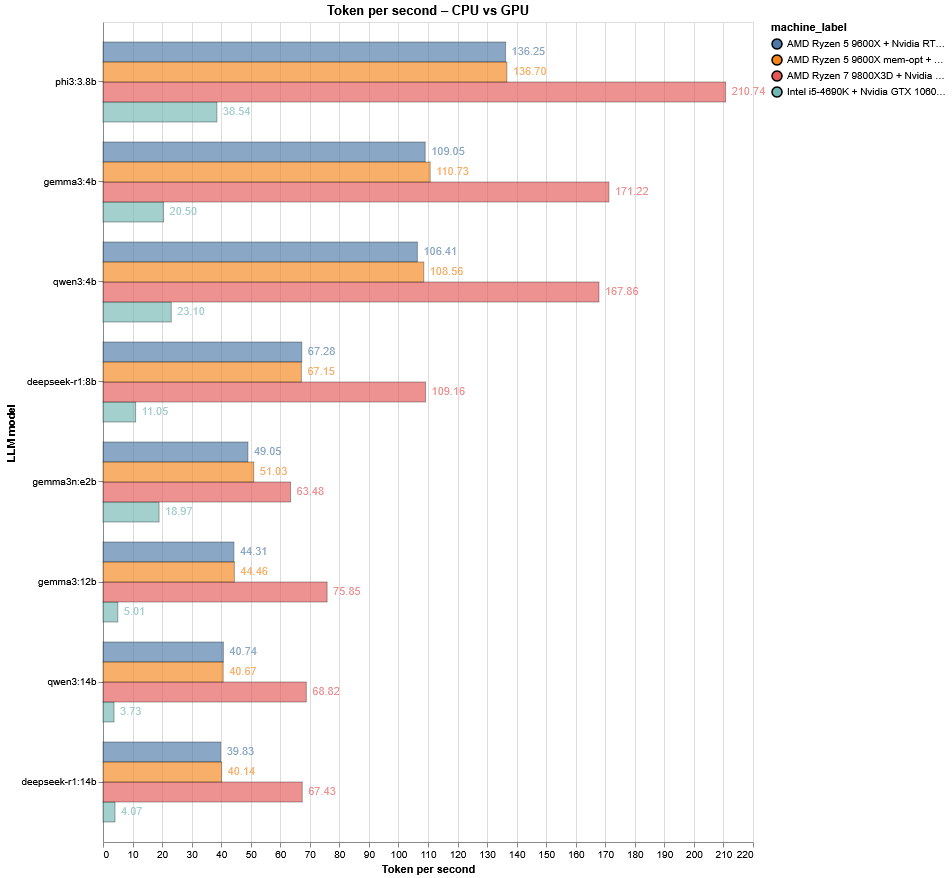 Token per second – CPU vs GPU
machine_label
AMD Ryzen 5 9600X + Nvidia RT...
AMD Ryzen 5 9600X mem-opt + ...
AMD Ryzen 7 9800X3D + Nvidia ...
Intel i5-4690K + Nvidia GTX 1060...
LLM model
phi3:3.8b
136.25
136.70
210.74
38.54
gemma3:4b
109.05
110.73
171.22
20.50
qwen3:4b
106.41
108.56
167.86
23.10
deepseek-r1:8b
67.28
67.15
109.16
11.05
gemma3n:e2b
49.05
51.03
63.48
18.97
gemma3:12b
44.31
44.46
75.85
5.01
qwen3:14b
40.74
40.67
68.82
3.73
deepseek-r1:14b
39.83
40.14
67.43
4.07
0 10 20 30 40 50 60 70 80 90 100 110 120 130 140 150 160 170 180 190 200 210 220
Token per second